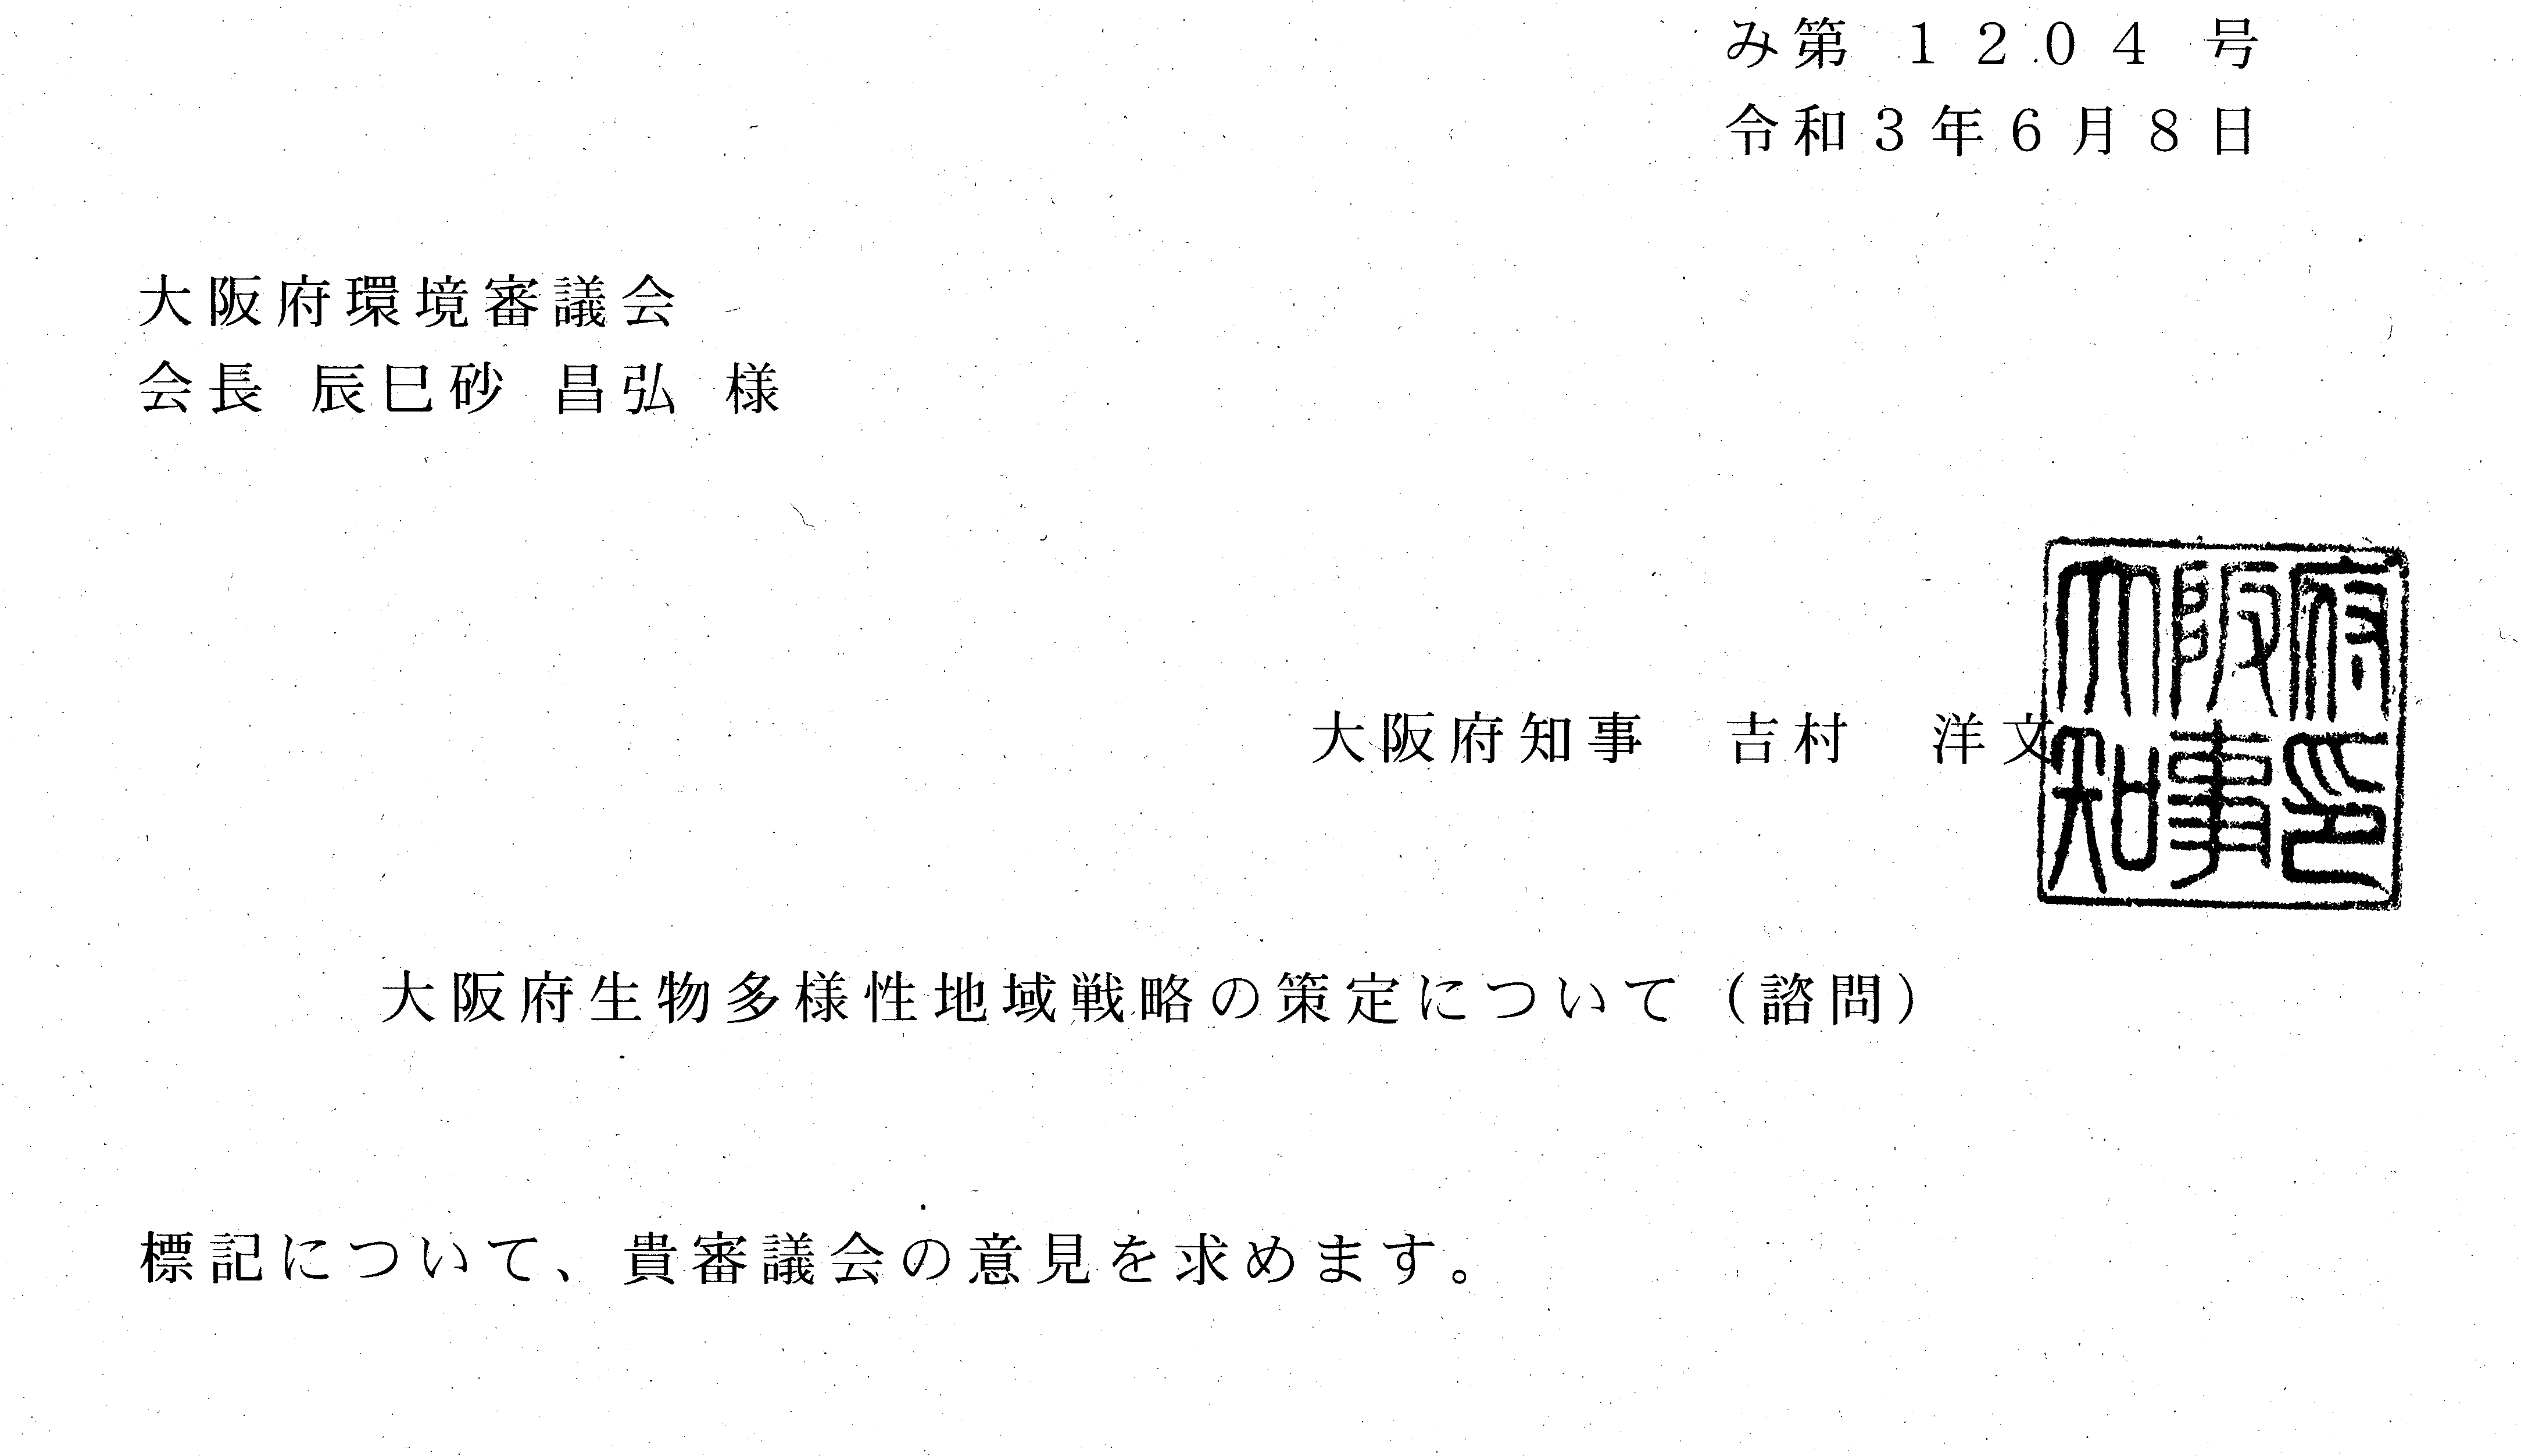 み第 １２０４ 号
令和３年６月８日
大阪府環境審議会
会長 辰巳砂 昌弘 様
大阪府知事　吉村　洋文
大阪府知事印
大阪府生物多様性地域戦略の策定について（諮問）
標記について、貴審議会の意見を求めます。